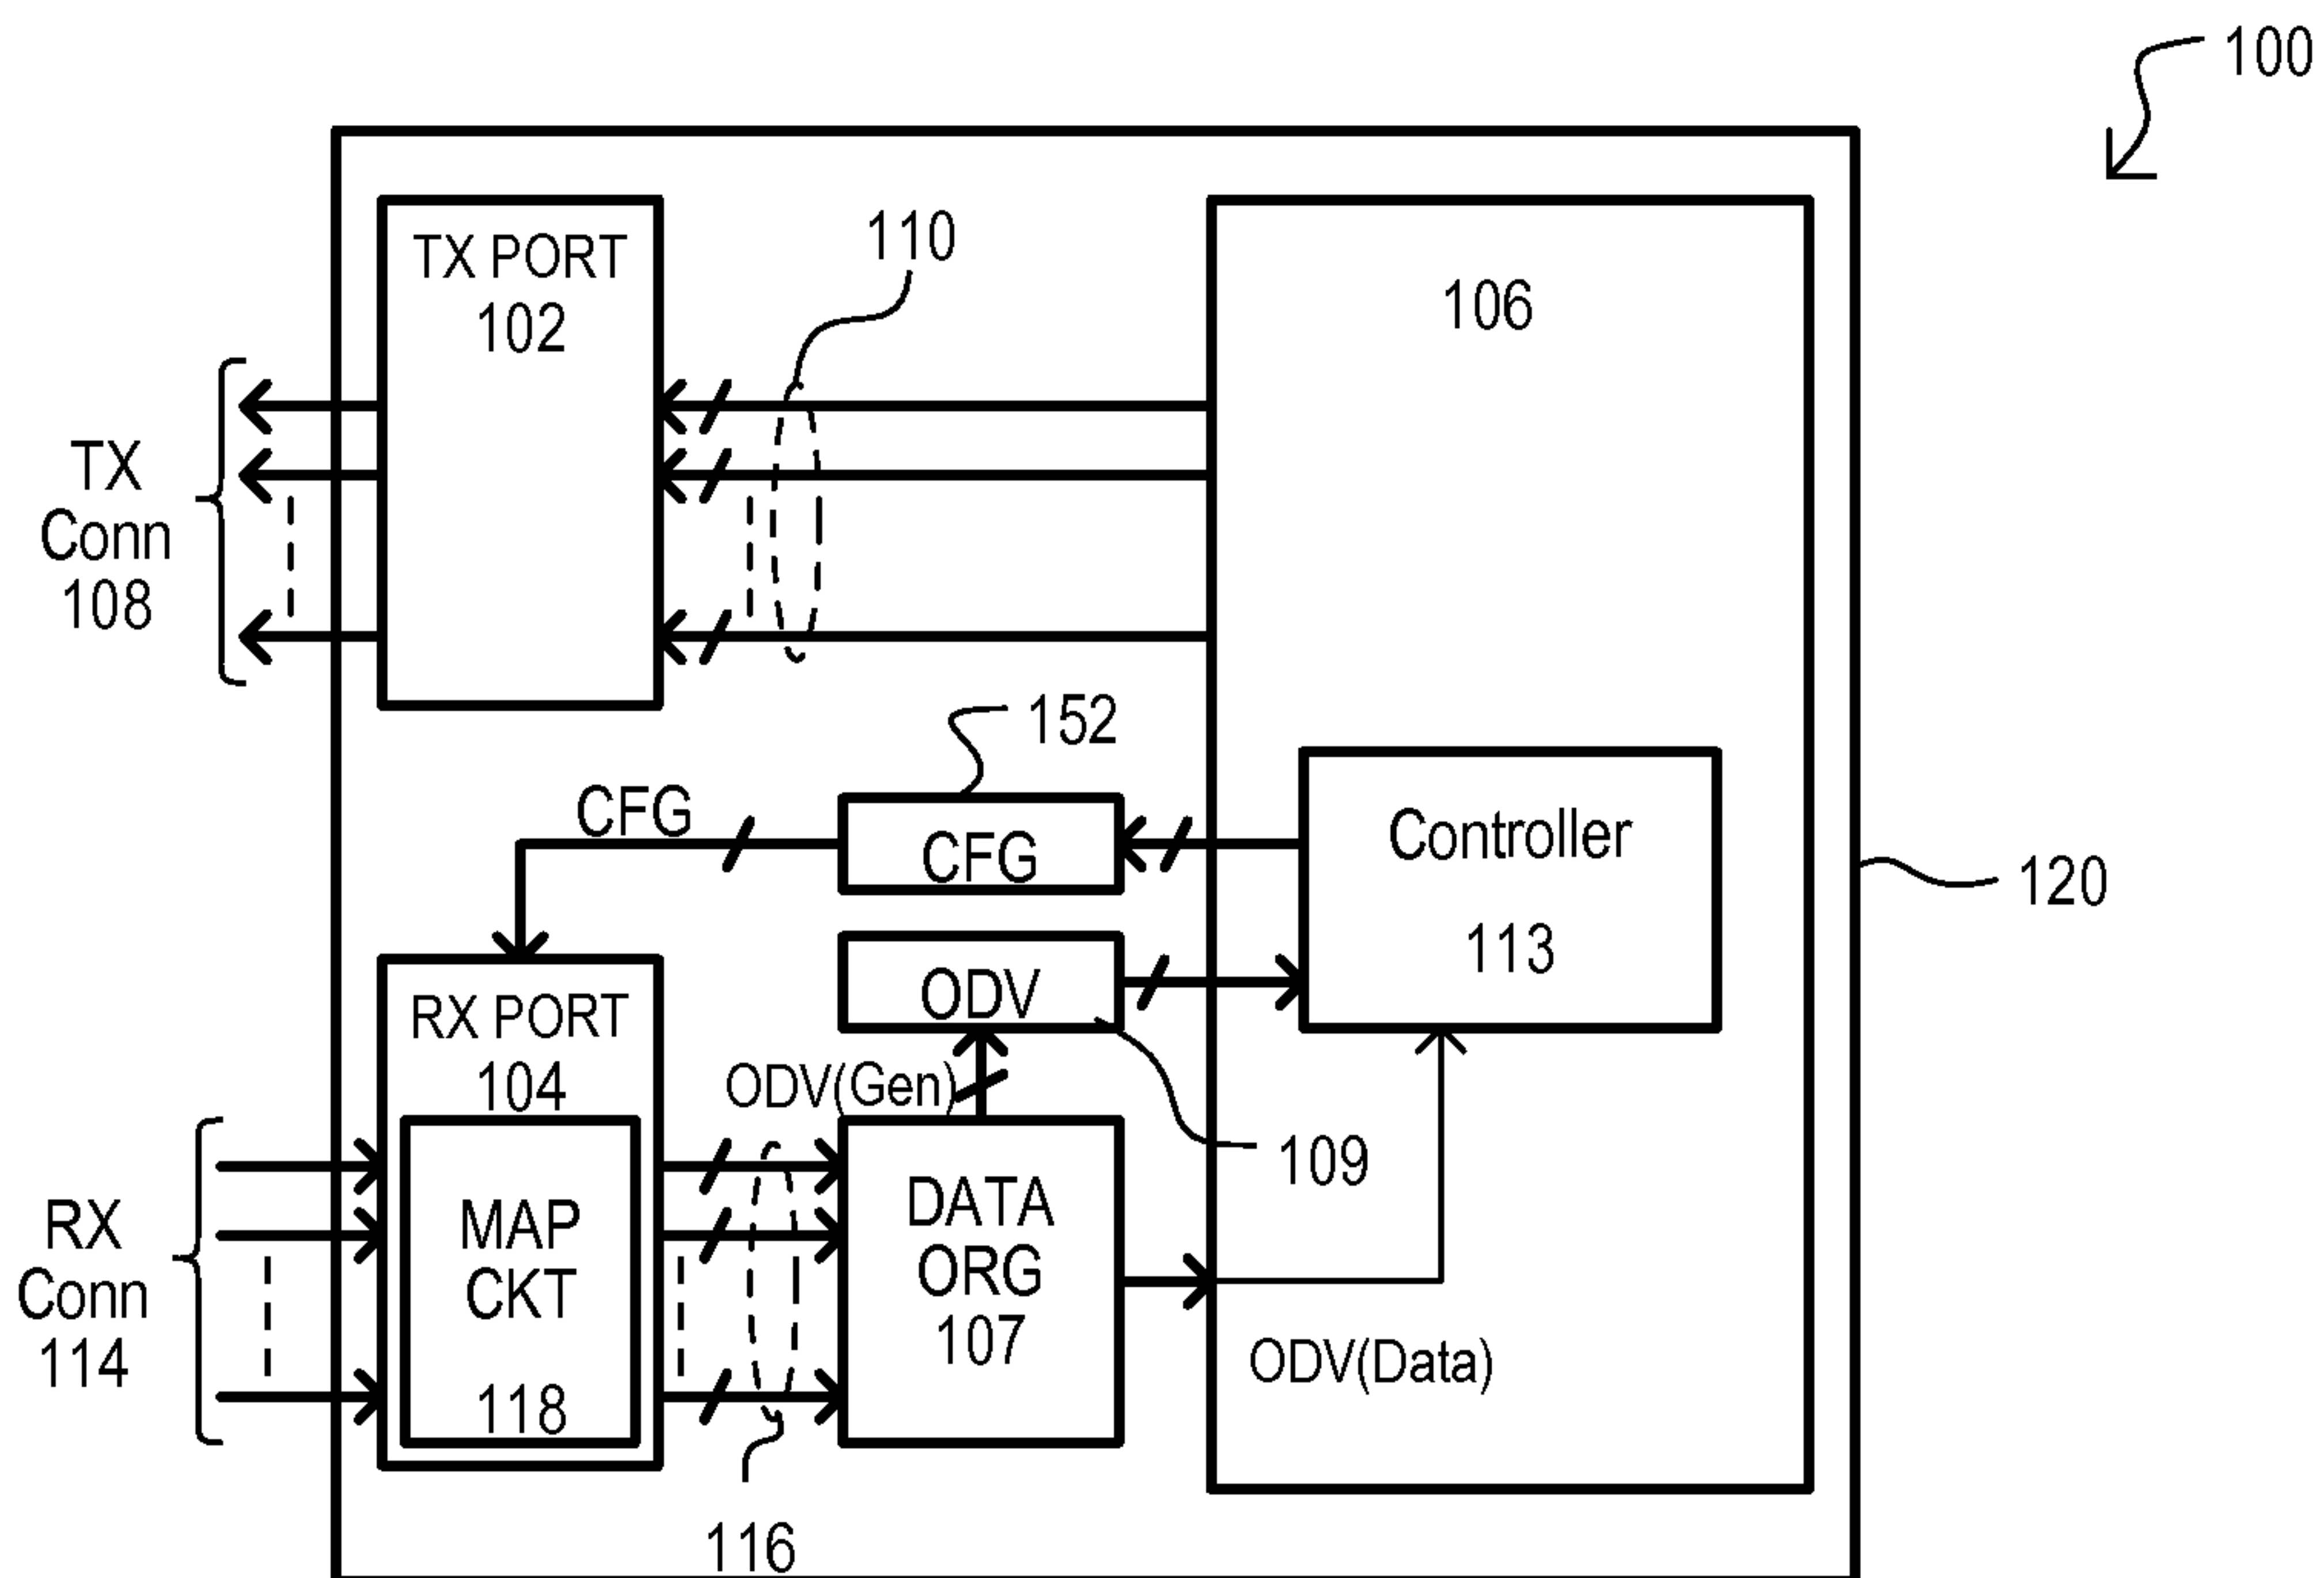 100
TX PORT
102
110
106
TX
Conn
108
152
CFG
CFG
Controller
113
120
ODV
RX PORT
104
ODV(Gen)
109
RX
Conn
114
MAP
CKT
118
DATA
ORG
107
ODV(Data)
116